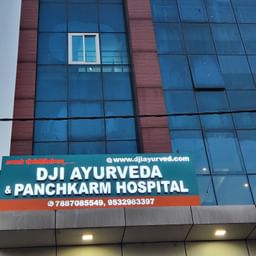 www.djiayurved.com
DJI AYURVEDA
& PANCHKARM HOSPITAL
7887085549, 9532983397